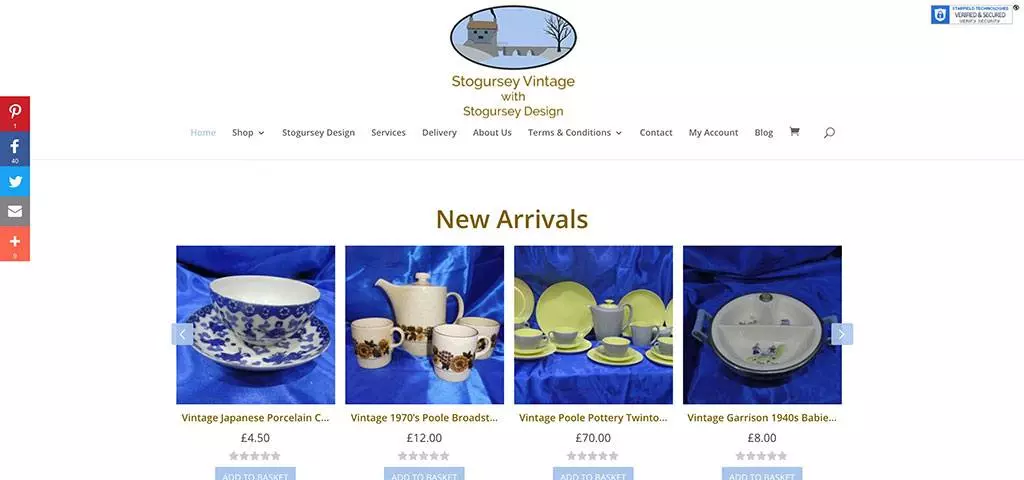 STARFIELD TECHNOLOGIES
VERIFIED & SECURED
VERIFY SECURITY
Stogursey Vintage
with
Stogursey Design
Home Shop Stogursey Design Services Delivery About Us Terms & Conditions Contact My Account Blog
1
40
0
New Arrivals
Vintage Japanese Porcelain C... Vintage 1970's Poole Broadst... Vintage Poole Pottery Twinto... Vintage Garrison 1940s Babie...
£4.50 £12.00 £70.00 £8.00
ADD TO BASKET ADD TO BASKET ADD TO BASKET ADD TO BASKET